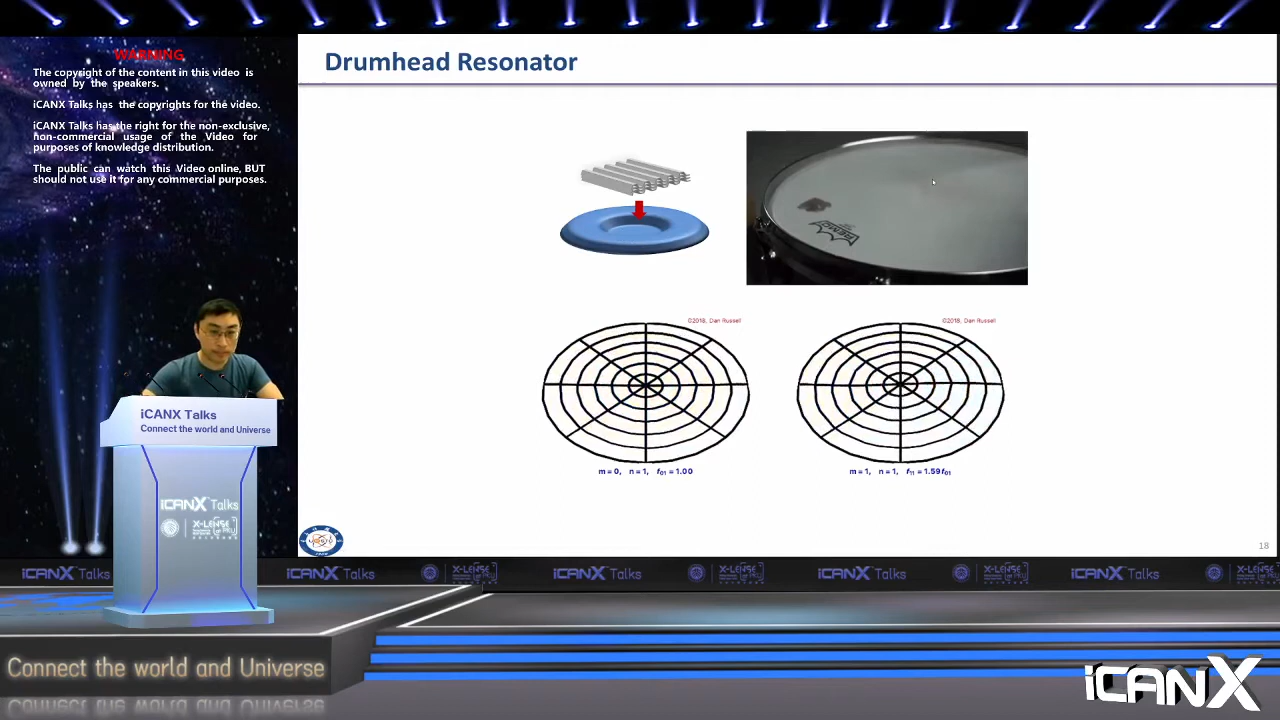 WARNING
The copyright of the content in this video is
owned by the speakers.
iCANX Talks has the copyrights for the video.
iCANX Talks has the right for the non-exclusive,
non-commercial usage of the Video for
purposes of knowledge distribution.
The public can watch this Video online, BUT
should not use it for any commercial purposes.
Drumhead Resonator
REMO
©2018, Dan Russell
©2018, Dan Russell
m = 0, n = 1, f01 = 1.00
m = 1, n = 1, f11 = 1.59f01
18
iCANX Talks
Connect the world and Universe
iCANX Talks
X-LENSE
iCANX Talks
iCANX Talks
iCANX Talks
iCANX Talks
iCANX Talks
Connect the world and Universe
iCANX